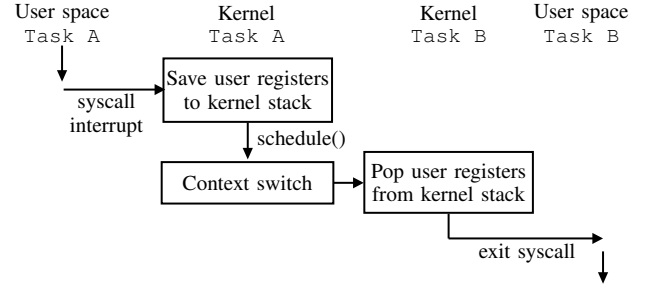 User space Kernel Kernel User space
Task A Task A Task B Task B
Save user registers
to kernel stack
syscall
interrupt
schedule()
Context switch
Pop user registers
from kernel stack
exit syscall